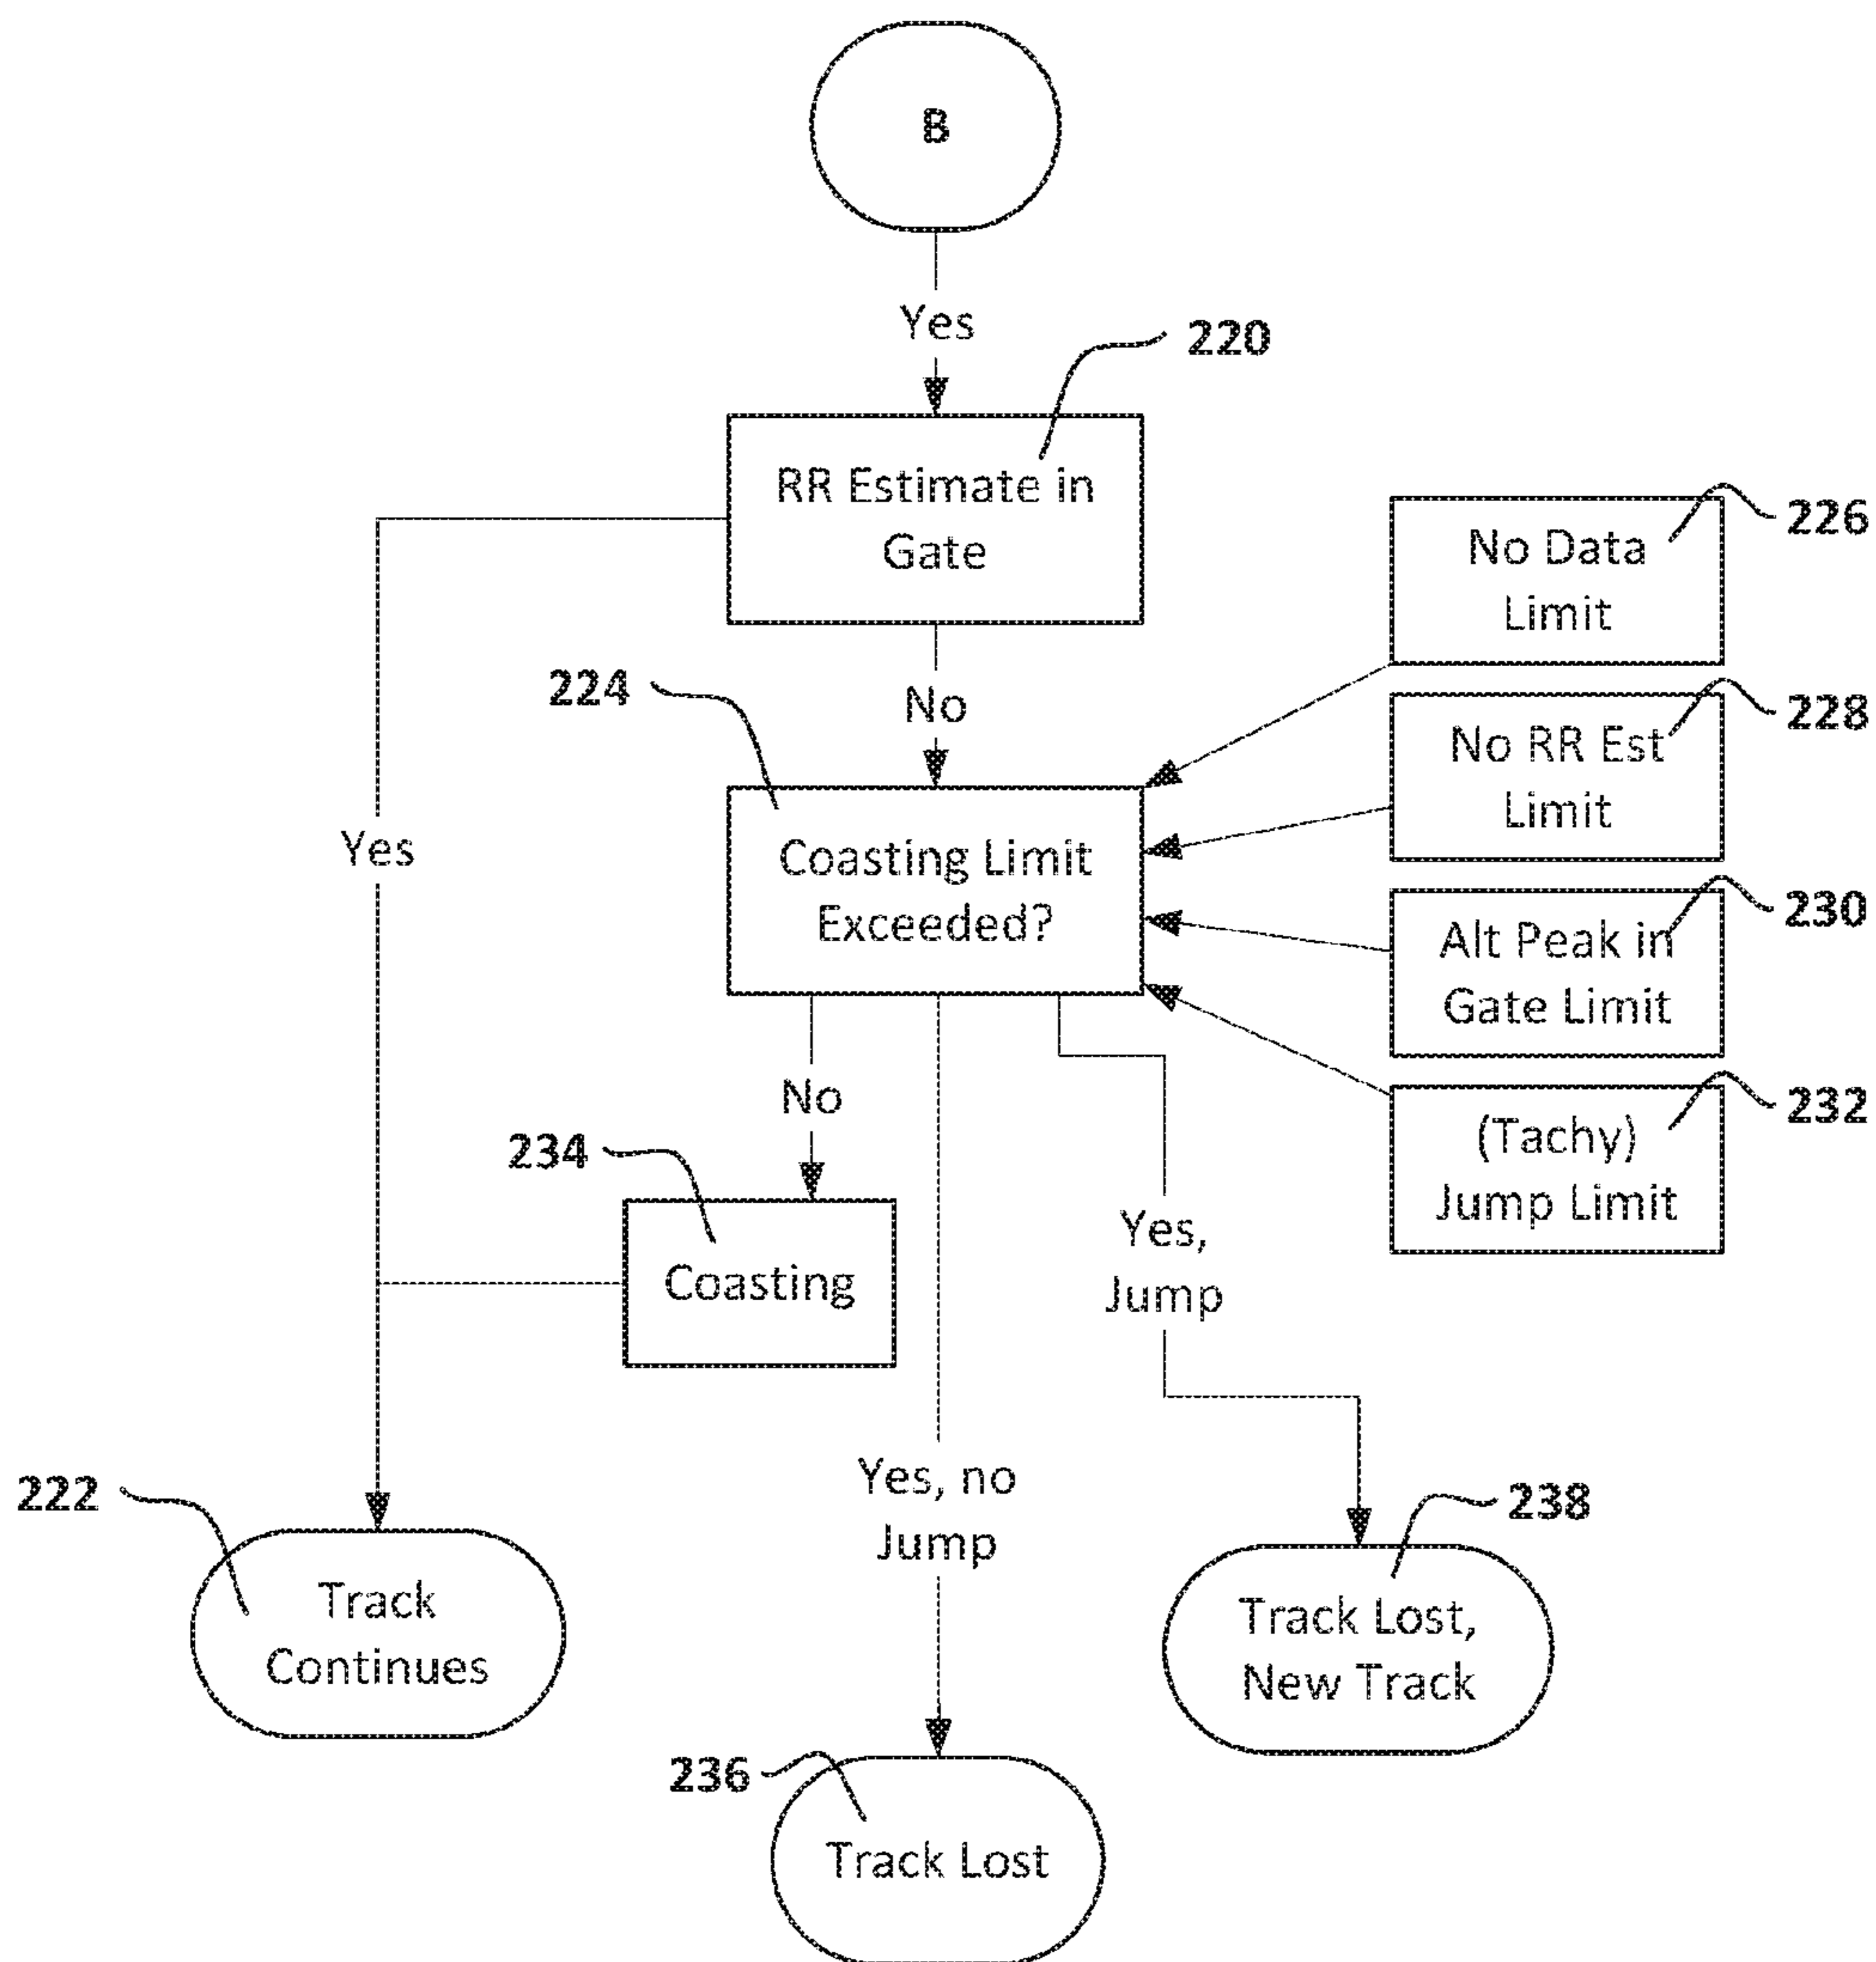 B
Yes
220
RR Estimate in
Gate
226
No Data
Limit
224
No
228
No RR Est
Limit
Yes
Coasting Limit
Exceeded?
230
Alt Peak in
Gate Limit
232
(Tachy)
Jump Limit
No
234
Coasting
Yes,
Jump
Yes, no
Jump
222
Track
Continues
238
Track Lost,
New Track
236
Track Lost